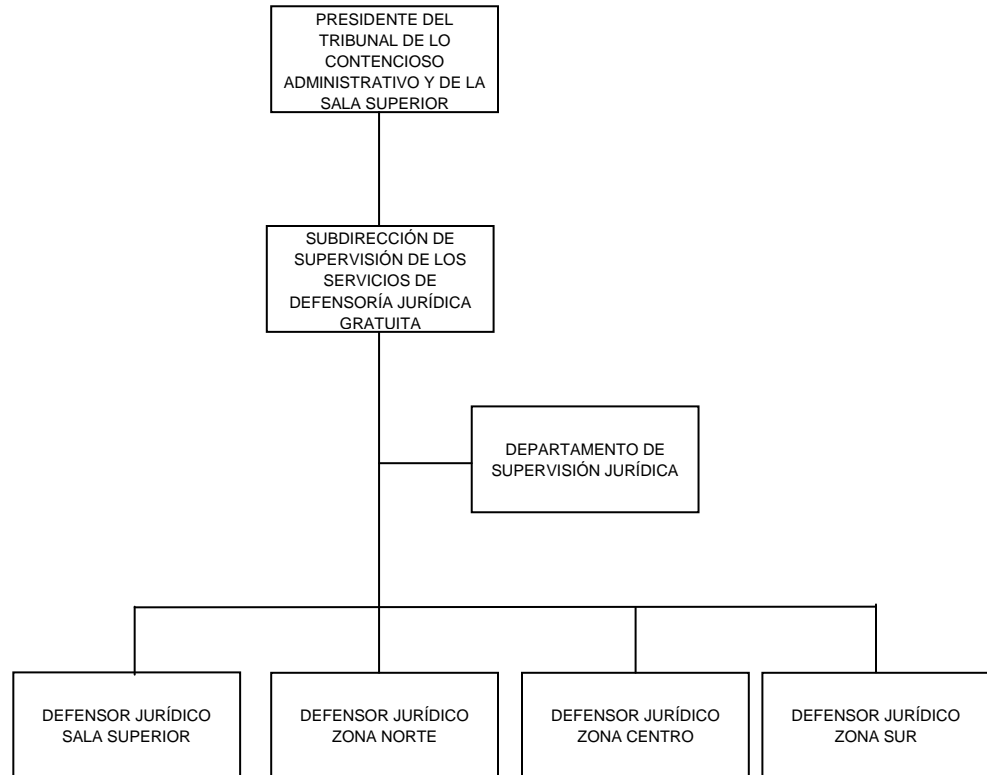 PRESIDENTE DEL
TRIBUNAL DE LO
CONTENCIOSO
ADMINISTRATIVO Y DE LA
SALA SUPERIOR
SUBDIRECCIÓN DE
SUPERVISIÓN DE LOS
SERVICIOS DE
DEFENSORÍA JURÍDICA
GRATUITA
DEPARTAMENTO DE
SUPERVISIÓN JURÍDICA
DEFENSOR JURÍDICO
SALA SUPERIOR
DEFENSOR JURÍDICO
ZONA NORTE
DEFENSOR JURÍDICO
ZONA CENTRO
DEFENSOR JURÍDICO
ZONA SUR